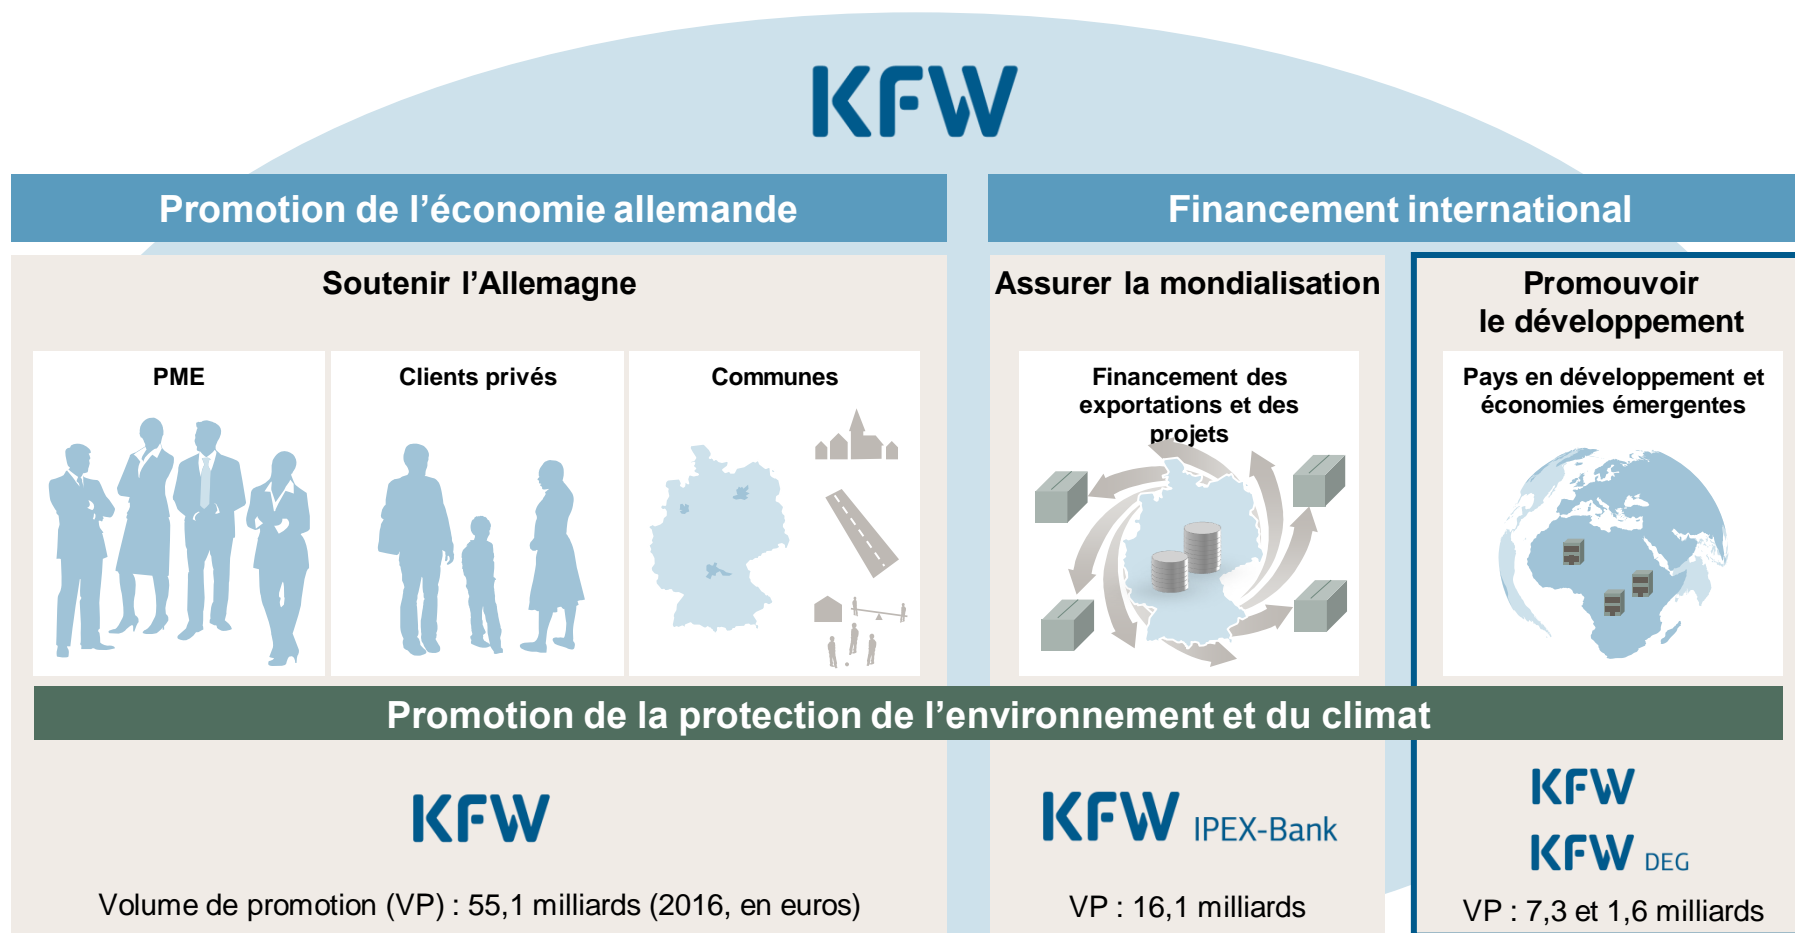 KFW
Promotion de l’économie allemande
Financement international
Soutenir l’Allemagne
PME
Clients privés
Communes
Assurer la mondialisation
Financement des
exportations et des
projets
Promouvoir
le développement
Pays en développement et
économies émergentes
Promotion de la protection de l’environnement et du climat
KFW
Volume de promotion (VP) : 55,1 milliards (2016, en euros)
KFW IPEX-Bank
VP : 16,1 milliards
KFW
KFW DEG
VP : 7,3 et 1,6 milliards